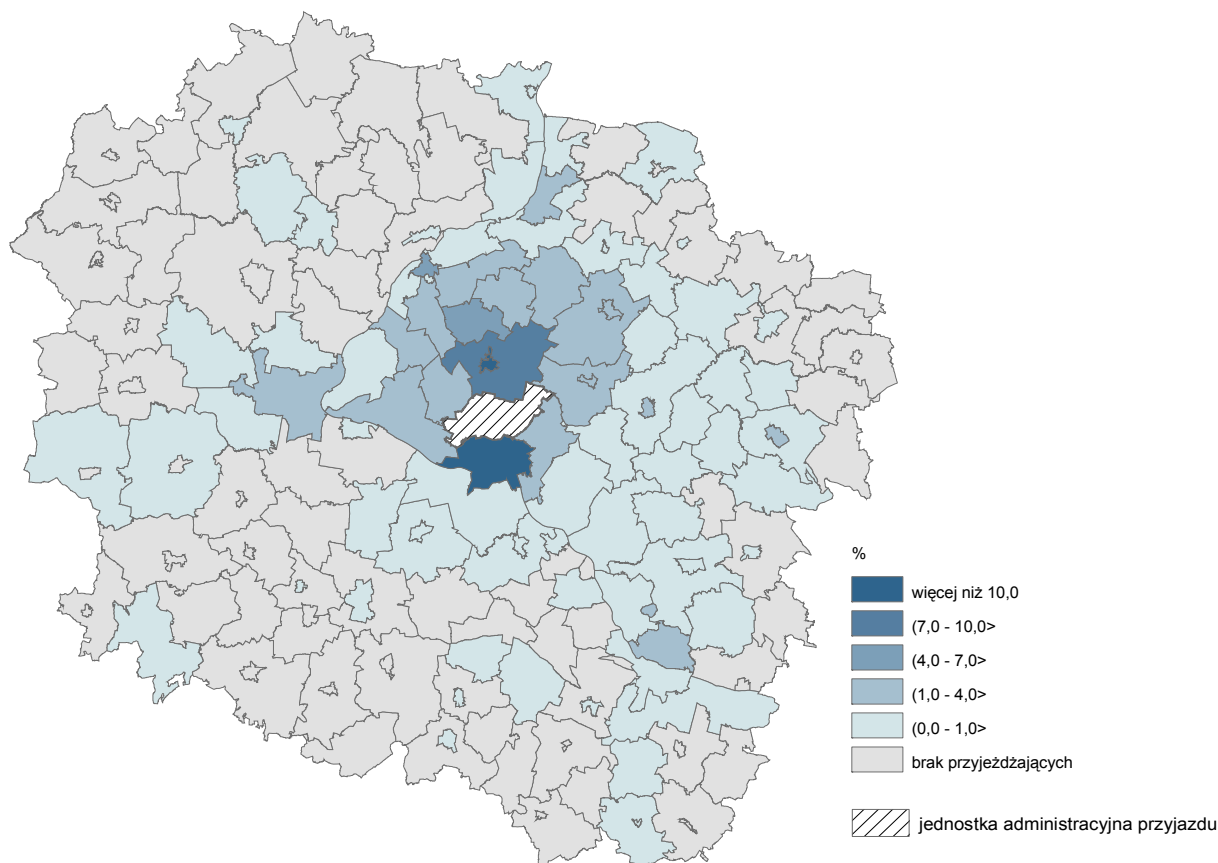 %
więcej niż 10,0
(7,0 - 10,0>
(4,0 - 7,0>
(1,0 - 4,0>
(0,0 - 1,0>
brak przyjeżdżających
jednostka administracyjna przyjazdu